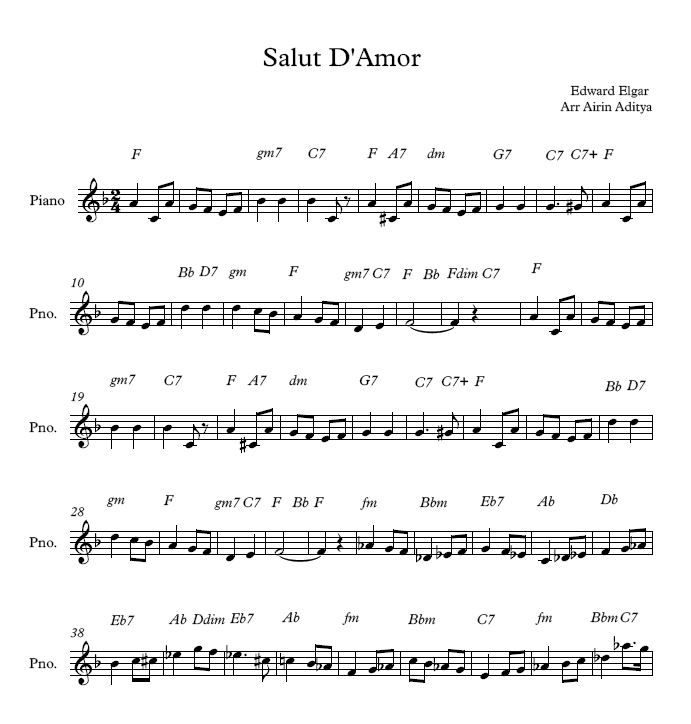 Salut D'Amor
Edward Elgar
Arr Airin Aditya
F gm7 C7 F A7 dm G7 C7 C7+ F
Piano 2 4
10 Bb D7 gm F gm7 C7 F Bb Fdim C7 F
Pno.
19 gm7 C7 F A7 dm G7 C7 C7+ F Bb D7
Pno.
28 gm F gm7 C7 F Bb F fm Bbm Eb7 Ab Db
Pno.
38 Eb7 Ab Ddim Eb7 Ab fm Bbm C7 fm Bbm C7
Pno.